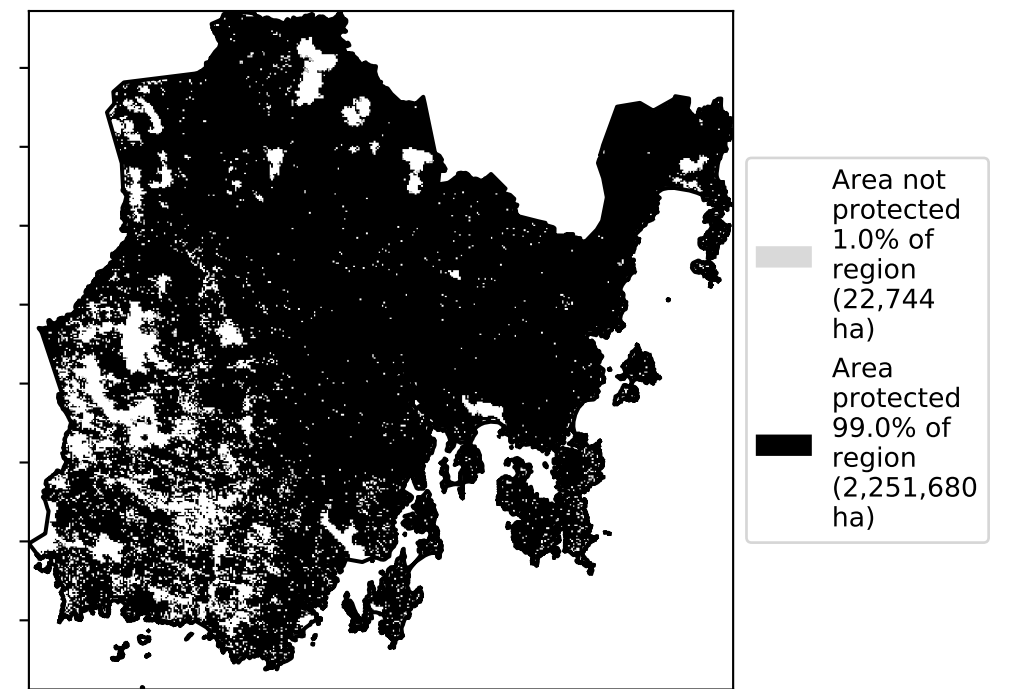 Area not
protected
1.0% of
region
(22,744
ha)
Area
protected
99.0% of
region
(2,251,680
ha)